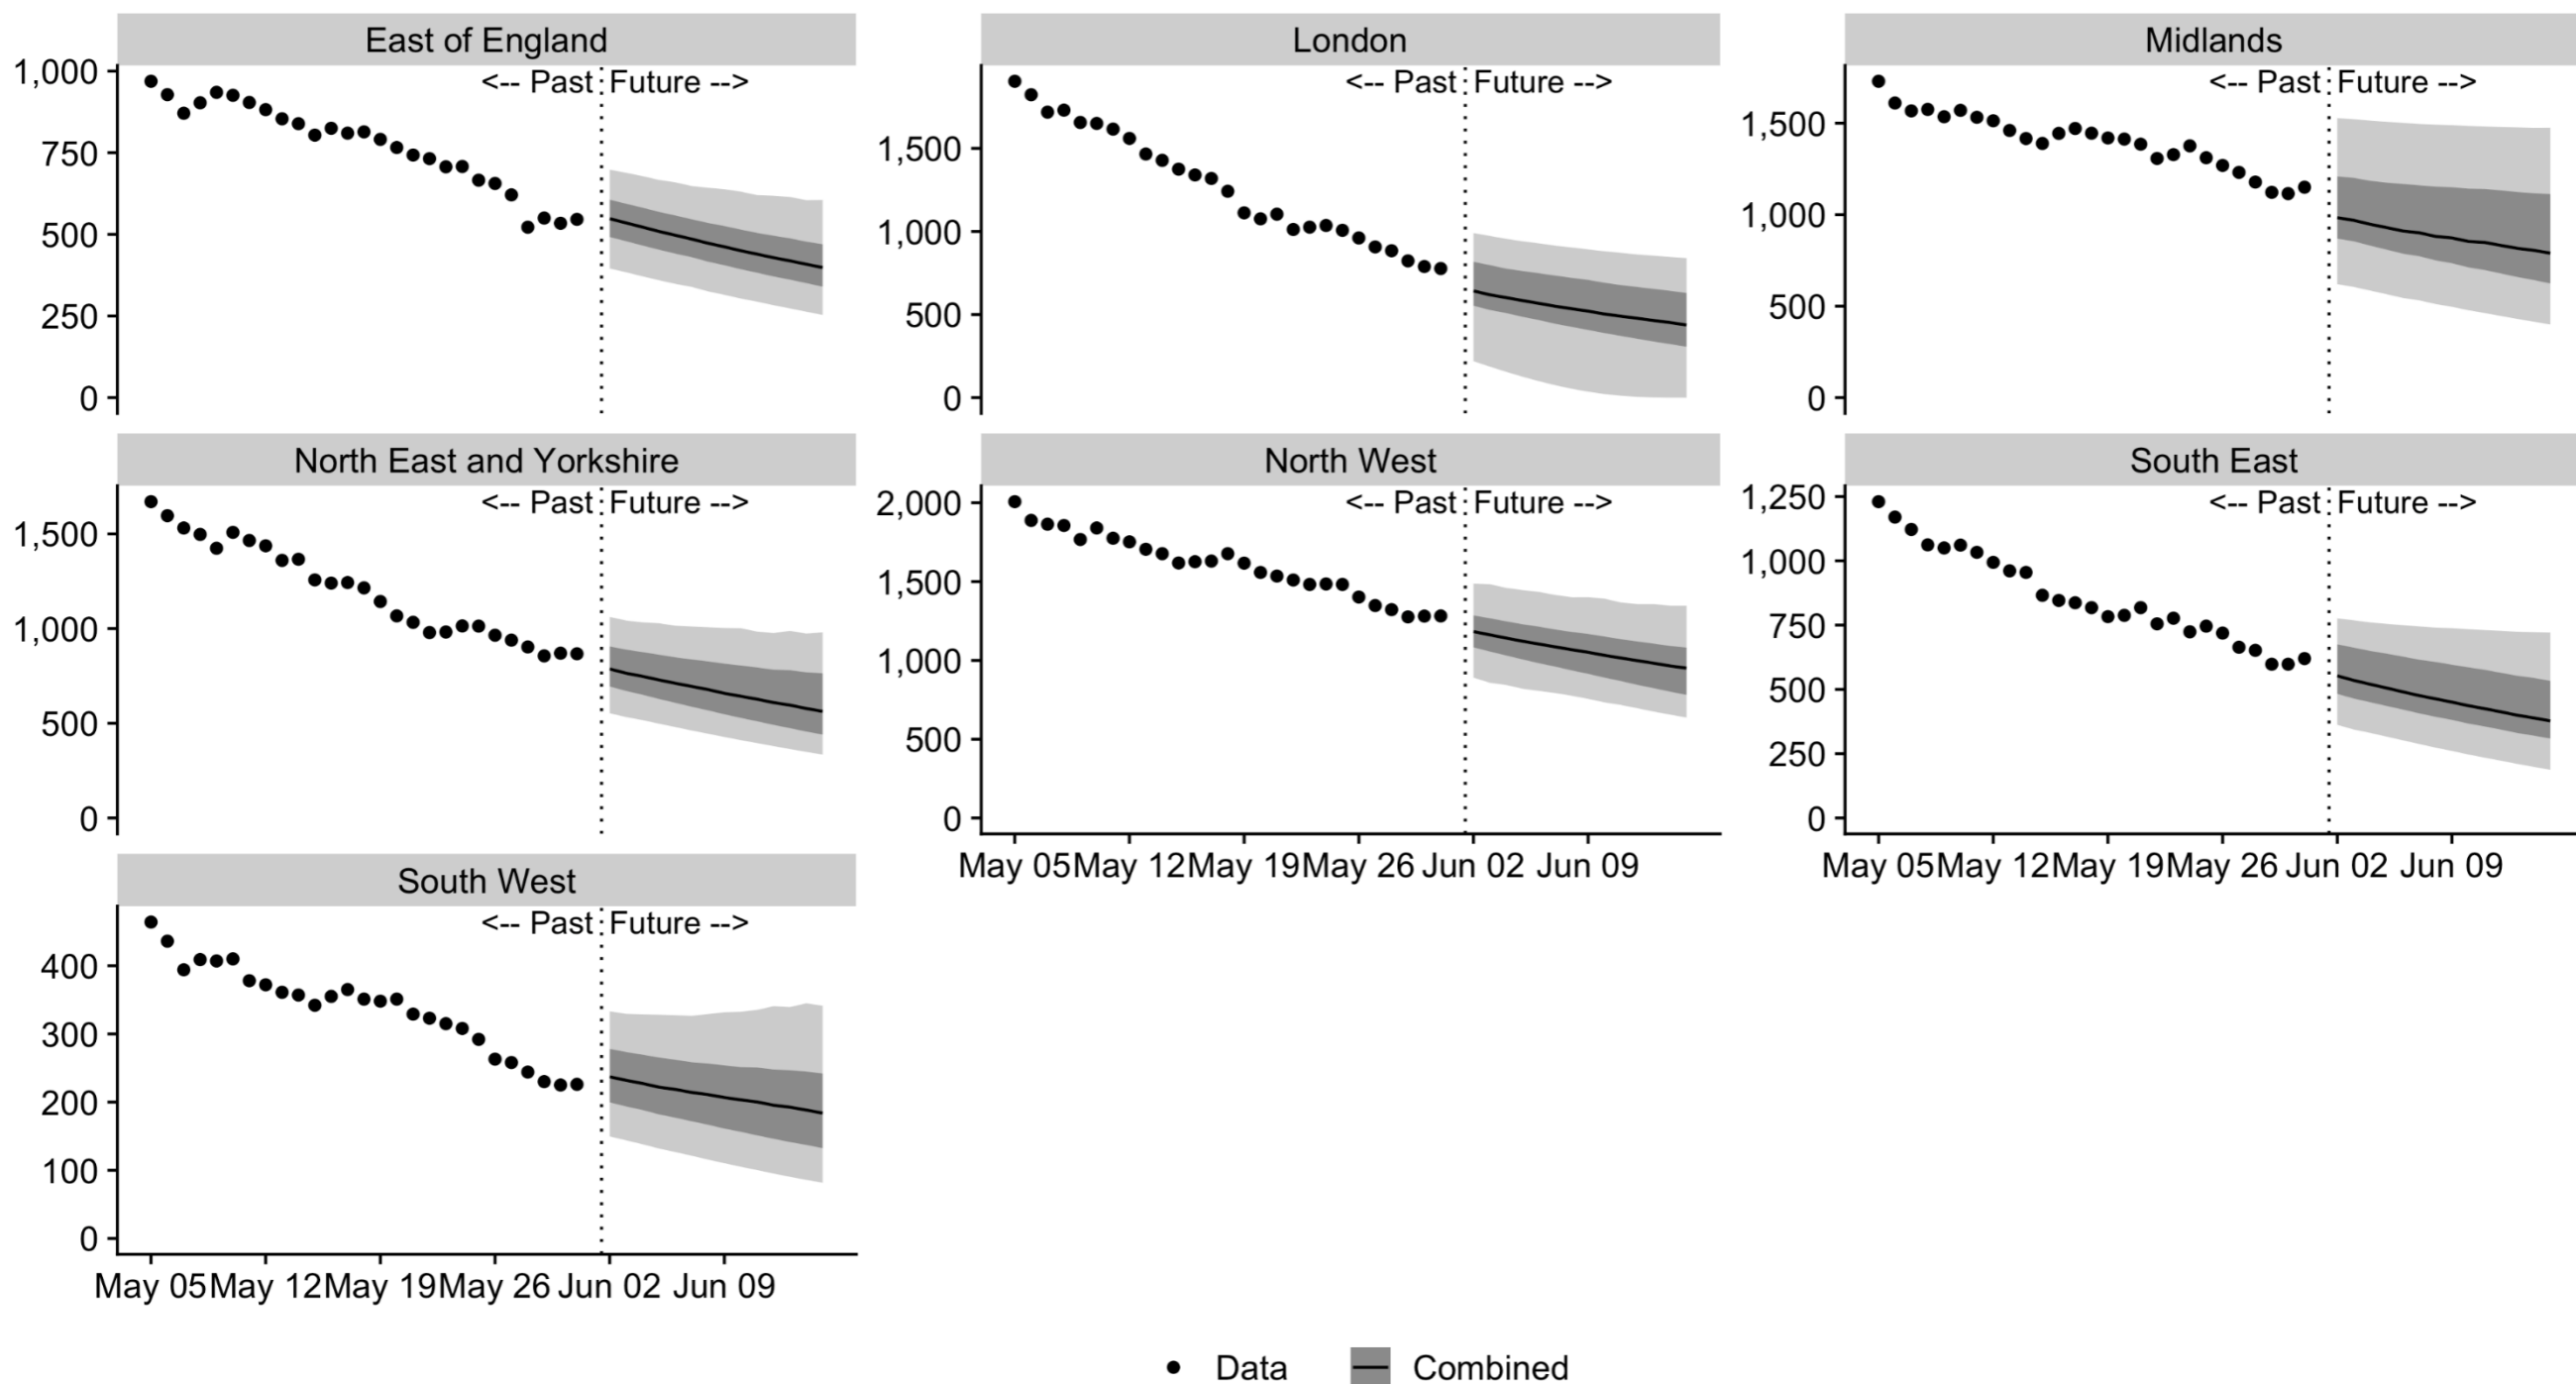 East of England
<-- Past Future -->
1,000
750
500
250
0
London
<-- Past Future -->
1,500
1,000
500
0
Midlands
<-- Past Future -->
1,500
1,000
500
0
North East and Yorkshire
<-- Past Future -->
1,500
1,000
500
0
North West
<-- Past Future -->
2,000
1,500
1,000
500
0
May 05 May 12 May 19 May 26 Jun 02 Jun 09
South East
<-- Past Future -->
1,250
1,000
750
500
250
0
May 05 May 12 May 19 May 26 Jun 02 Jun 09
South West
<-- Past Future -->
400
300
200
100
0
May 05 May 12 May 19 May 26 Jun 02 Jun 09
Data Combined